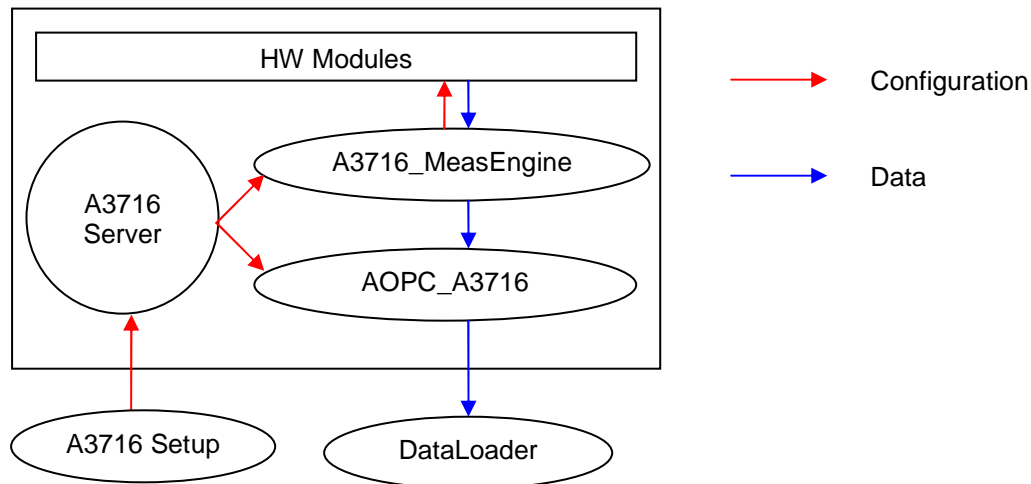 HW Modules
Configuration
A3716_MeasEngine
Data
A3716
Server
AOPC_A3716
A3716 Setup
DataLoader